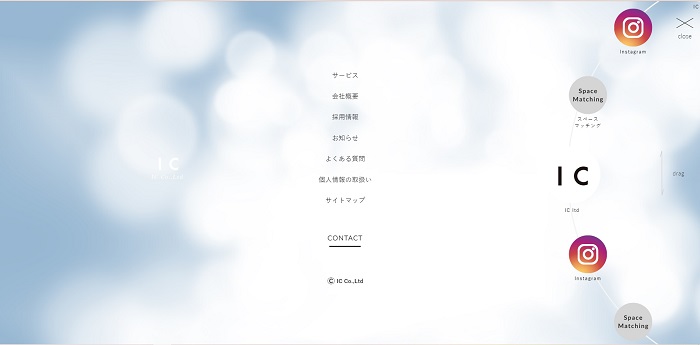 IC
サービス
会社概要
採用情報
お知らせ
よくある質問
個人情報の取扱い
サイトマップ
CONTACT
Ⓒ IC Co.,Ltd
Instagram
close
Space
Matching
スペース
マッチング
IC
IC ltd
drag
Instagram
Space
Matching